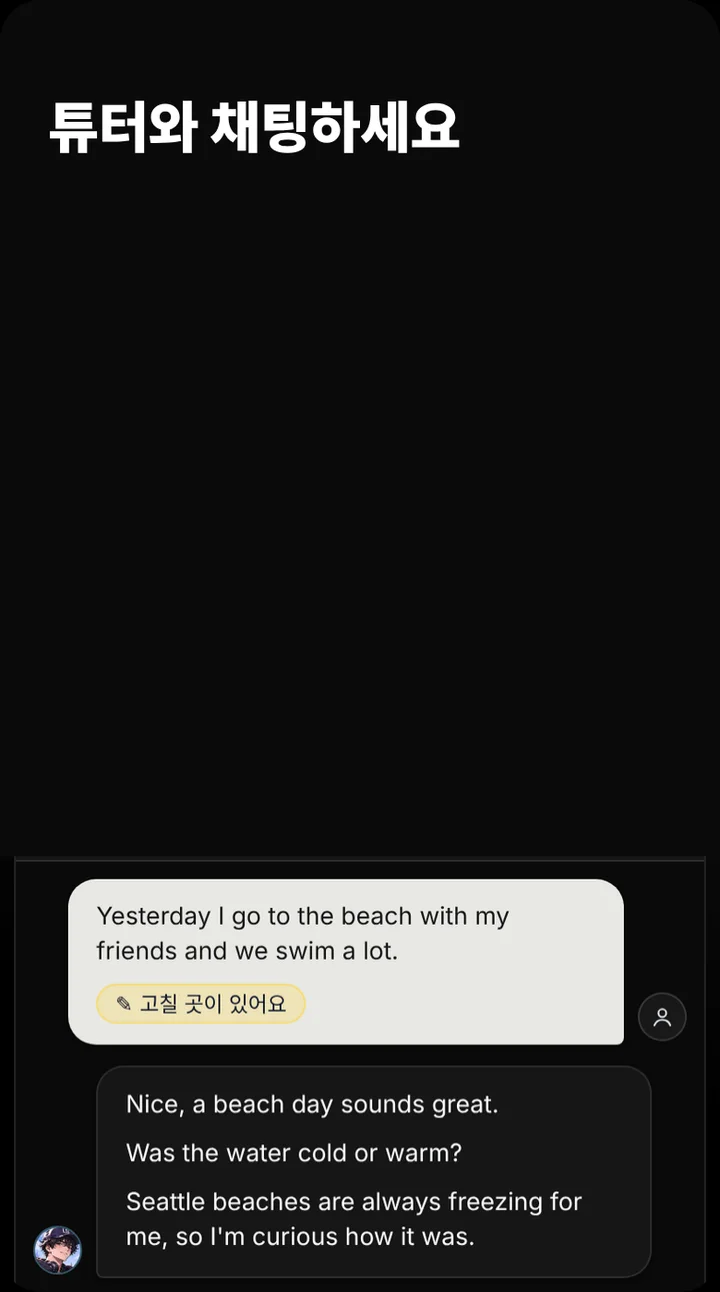 튜터와 채팅하세요
Yesterday I go to the beach with my
friends and we swim a lot.
✎ 고칠 곳이 있어요
Nice, a beach day sounds great.
Was the water cold or warm?
Seattle beaches are always freezing for
me, so I'm curious how it was.